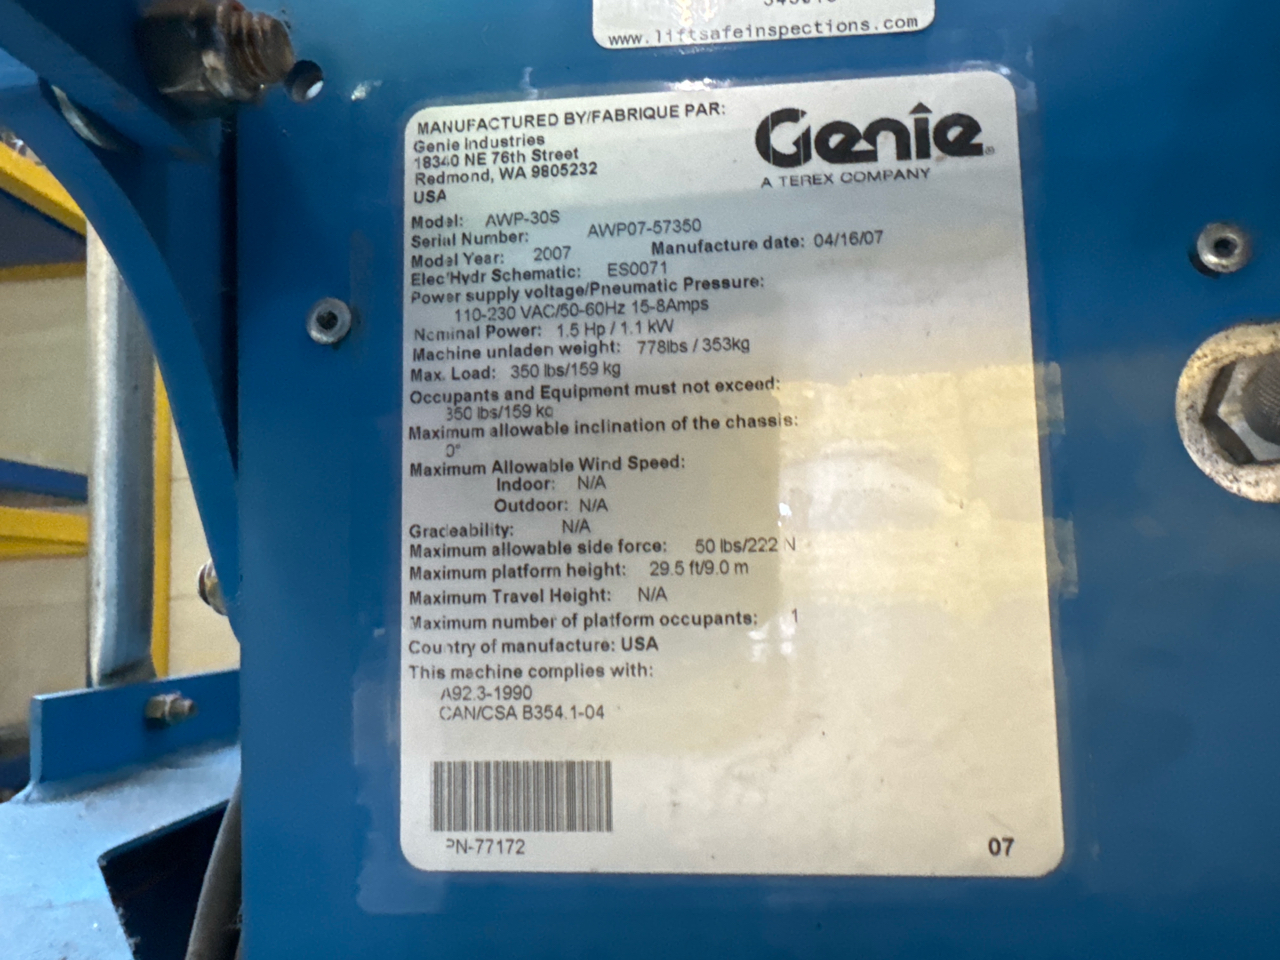 www.liftsafeinspections.com
MANUFACTURED BY/FABRIQUE PAR:
Genie Industries
18340 NE 76th Street
Redmond, WA 9805232
USA
Genie
A TEREX COMPANY
Model: AWP-30S
Serial Number: AWP07-57350
Model Year: 2007 Manufacture date: 04/16/07
Elec/Hydr Schematic: ES0071
Power supply voltage/Pneumatic Pressure:
110-230 VAC/50-60Hz 15-8Amps
Nominal Power: 1.5 Hp / 1.1 kW
Machine unladen weight: 778lbs / 353kg
Max. Load: 350 lbs/159 kg
Occupants and Equipment must not exceed:
350 lbs/159 kg
Maximum allowable inclination of the chassis:
0°
Maximum Allowable Wind Speed:
Indoor: N/A
Outdoor: N/A
Gradeability: N/A
Maximum allowable side force: 50 lbs/222 N
Maximum platform height: 29.5 ft/9.0 m
Maximum Travel Height: N/A
Maximum number of platform occupants: 1
Country of manufacture: USA
This machine complies with:
A92.3-1990
CAN/CSA B354.1-04
PN-77172
07